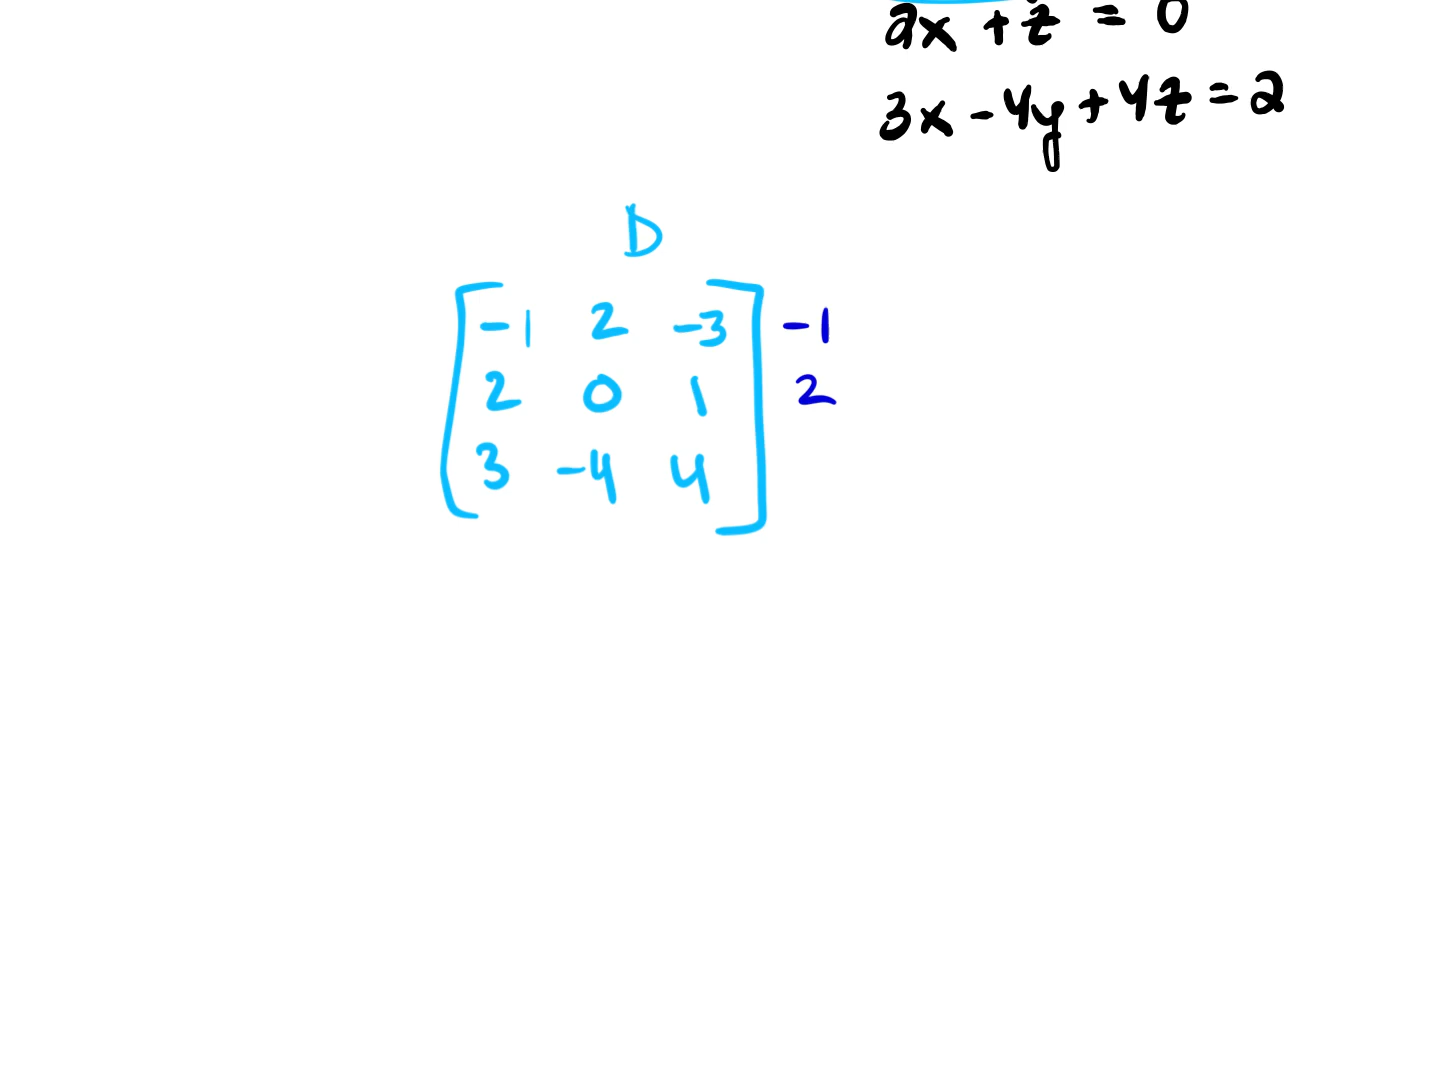 2x + z = 0
3x - 4y + 4z = 2
D
-1 2 -3 -1
2 0 1 2
3 -4 4